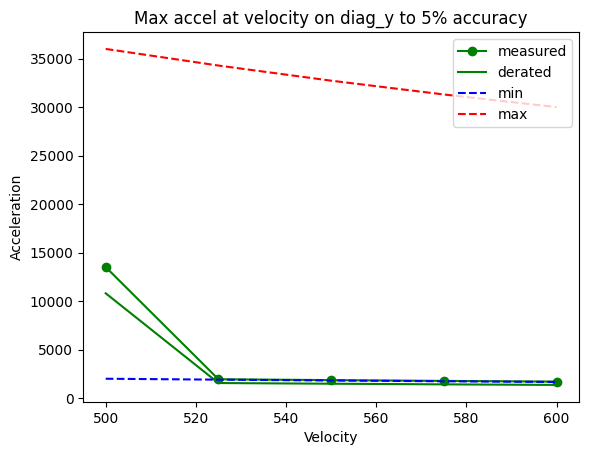 Max accel at velocity on diag_y to 5% accuracy
measured
derated
min
max
Acceleration
35000
30000
25000
20000
15000
10000
5000
0
500
520
540
560
580
600
Velocity